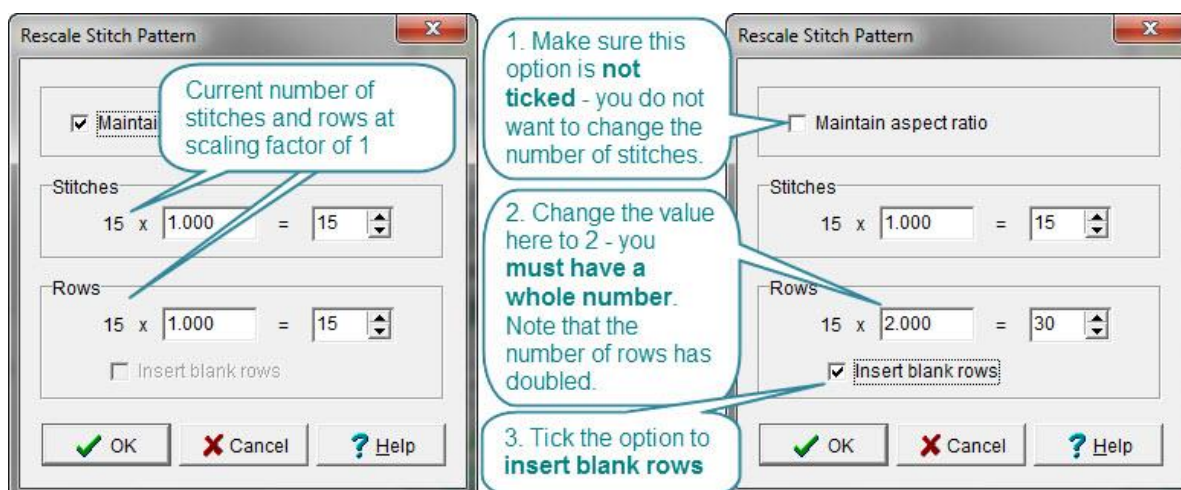 Rescale Stitch Pattern
Current number of
stitches and rows at
scaling factor of 1
Stitches
15 x 1.000 = 15
Rows
15 x 1.000 = 15
Insert blank rows
OK Cancel ? Help
1. Make sure this
option is not
ticked - you do not
want to change the
number of stitches.
2. Change the value
here to 2 - you
must have a
whole number.
Note that the
number of rows has
doubled.
3. Tick the option to
insert blank rows
Rescale Stitch Pattern
Maintain aspect ratio
Stitches
15 x 1.000 = 15
Rows
15 x 2.000 = 30
Insert blank rows
OK Cancel ? Help